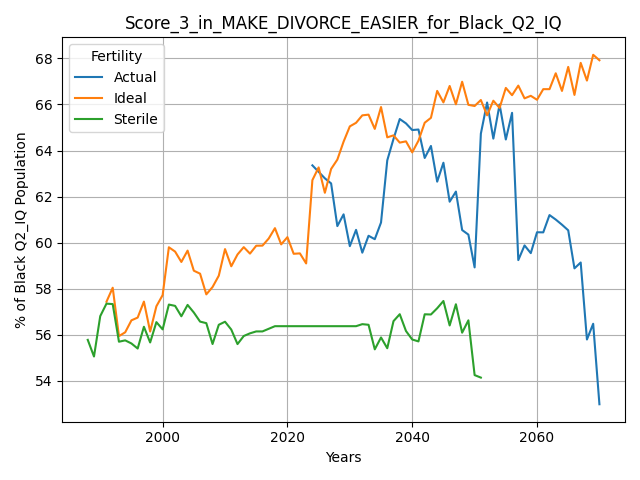 Score_3_in_MAKE_DIVORCE_EASIER_for_Black_Q2_IQ
Fertility
Actual
Ideal
Sterile
% of Black Q2_IQ Population
68
66
64
62
60
58
56
54
2000
2020
2040
2060
Years